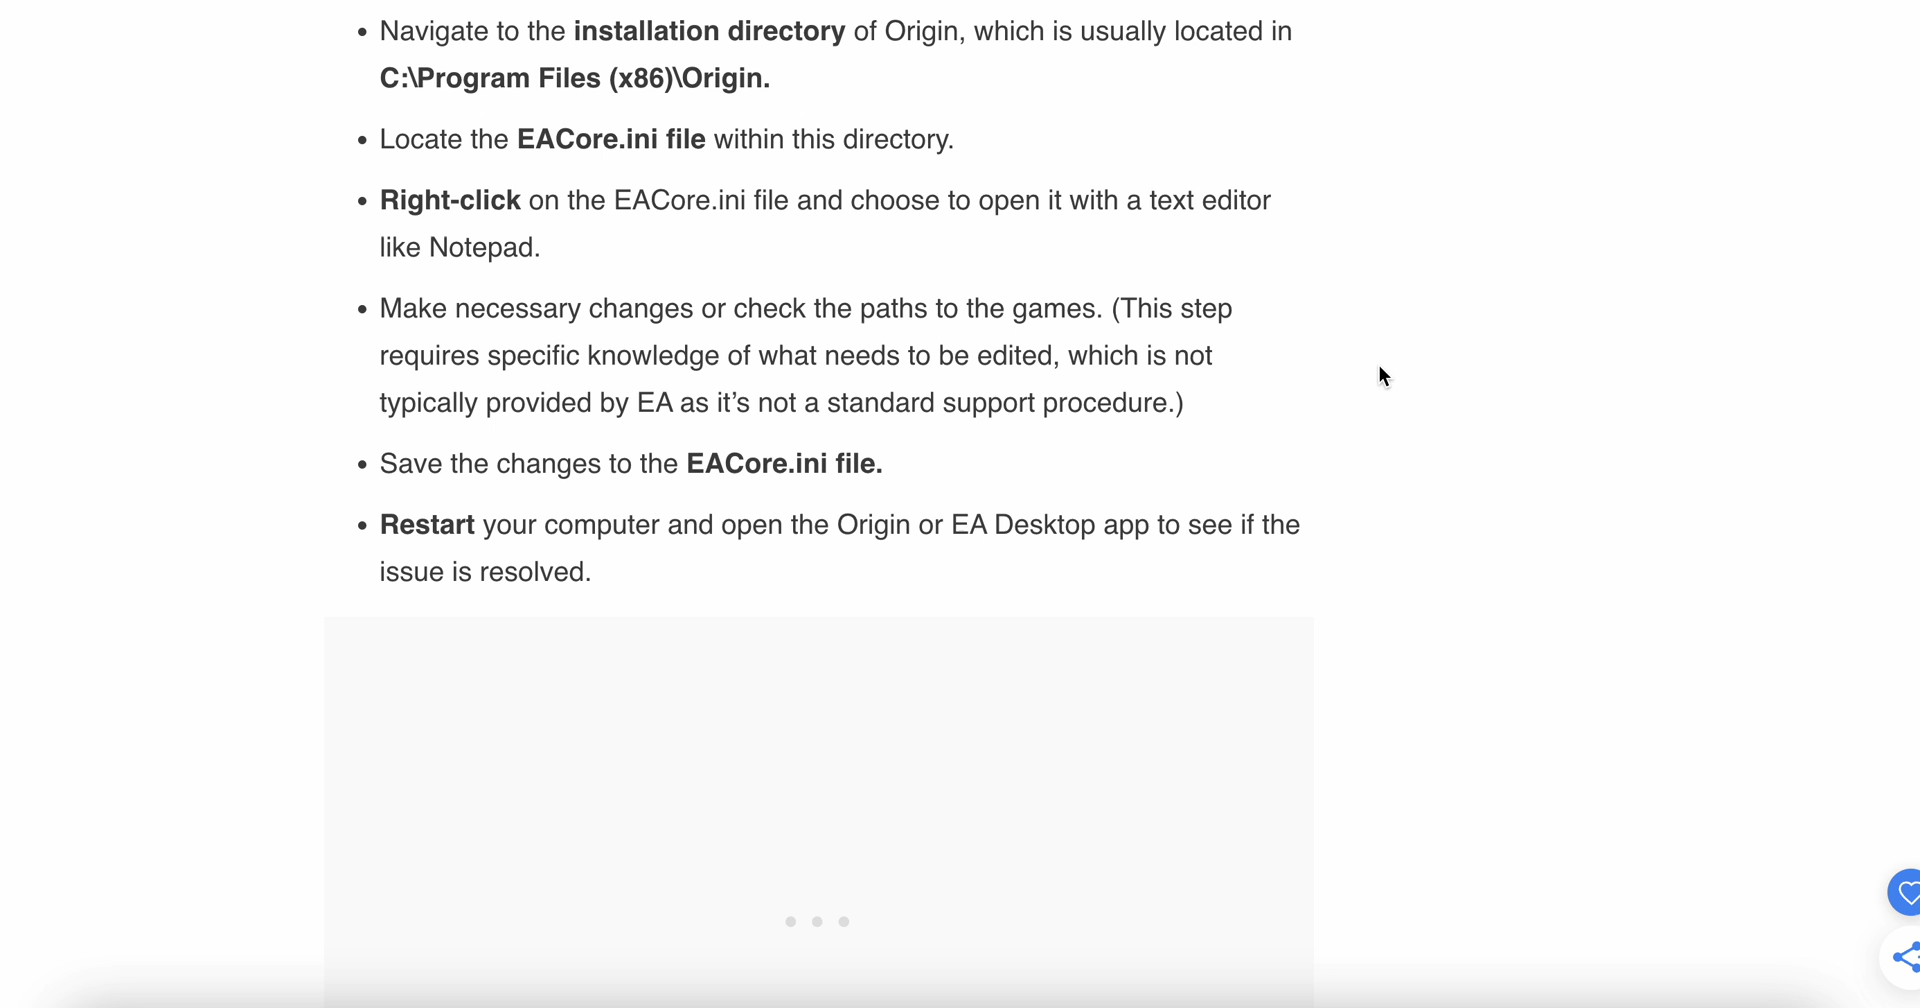 • Navigate to the installation directory of Origin, which is usually located in
C:\Program Files (x86)\Origin.
• Locate the EACore.ini file within this directory.
• Right-click on the EACore.ini file and choose to open it with a text editor
like Notepad.
• Make necessary changes or check the paths to the games. (This step
requires specific knowledge of what needs to be edited, which is not
typically provided by EA as it’s not a standard support procedure.)
• Save the changes to the EACore.ini file.
• Restart your computer and open the Origin or EA Desktop app to see if the
issue is resolved.